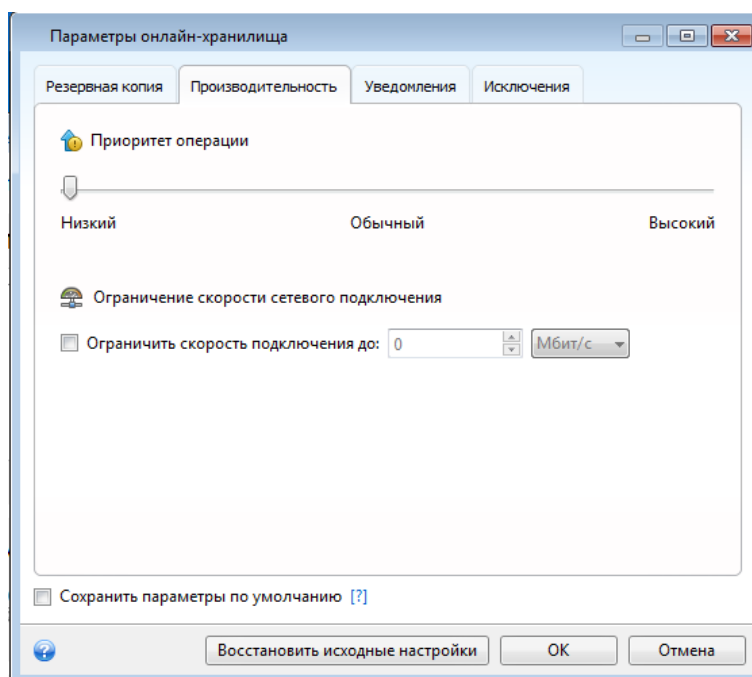 Параметры онлайн-хранилища
Резервная копия Производительность Уведомления Исключения
Приоритет операции
Низкий Обычный Высокий
Ограничение скорости сетевого подключения
Ограничить скорость подключения до: 0 Мбит/с
Сохранить параметры по умолчанию [?]
Восстановить исходные настройки ОК Отмена